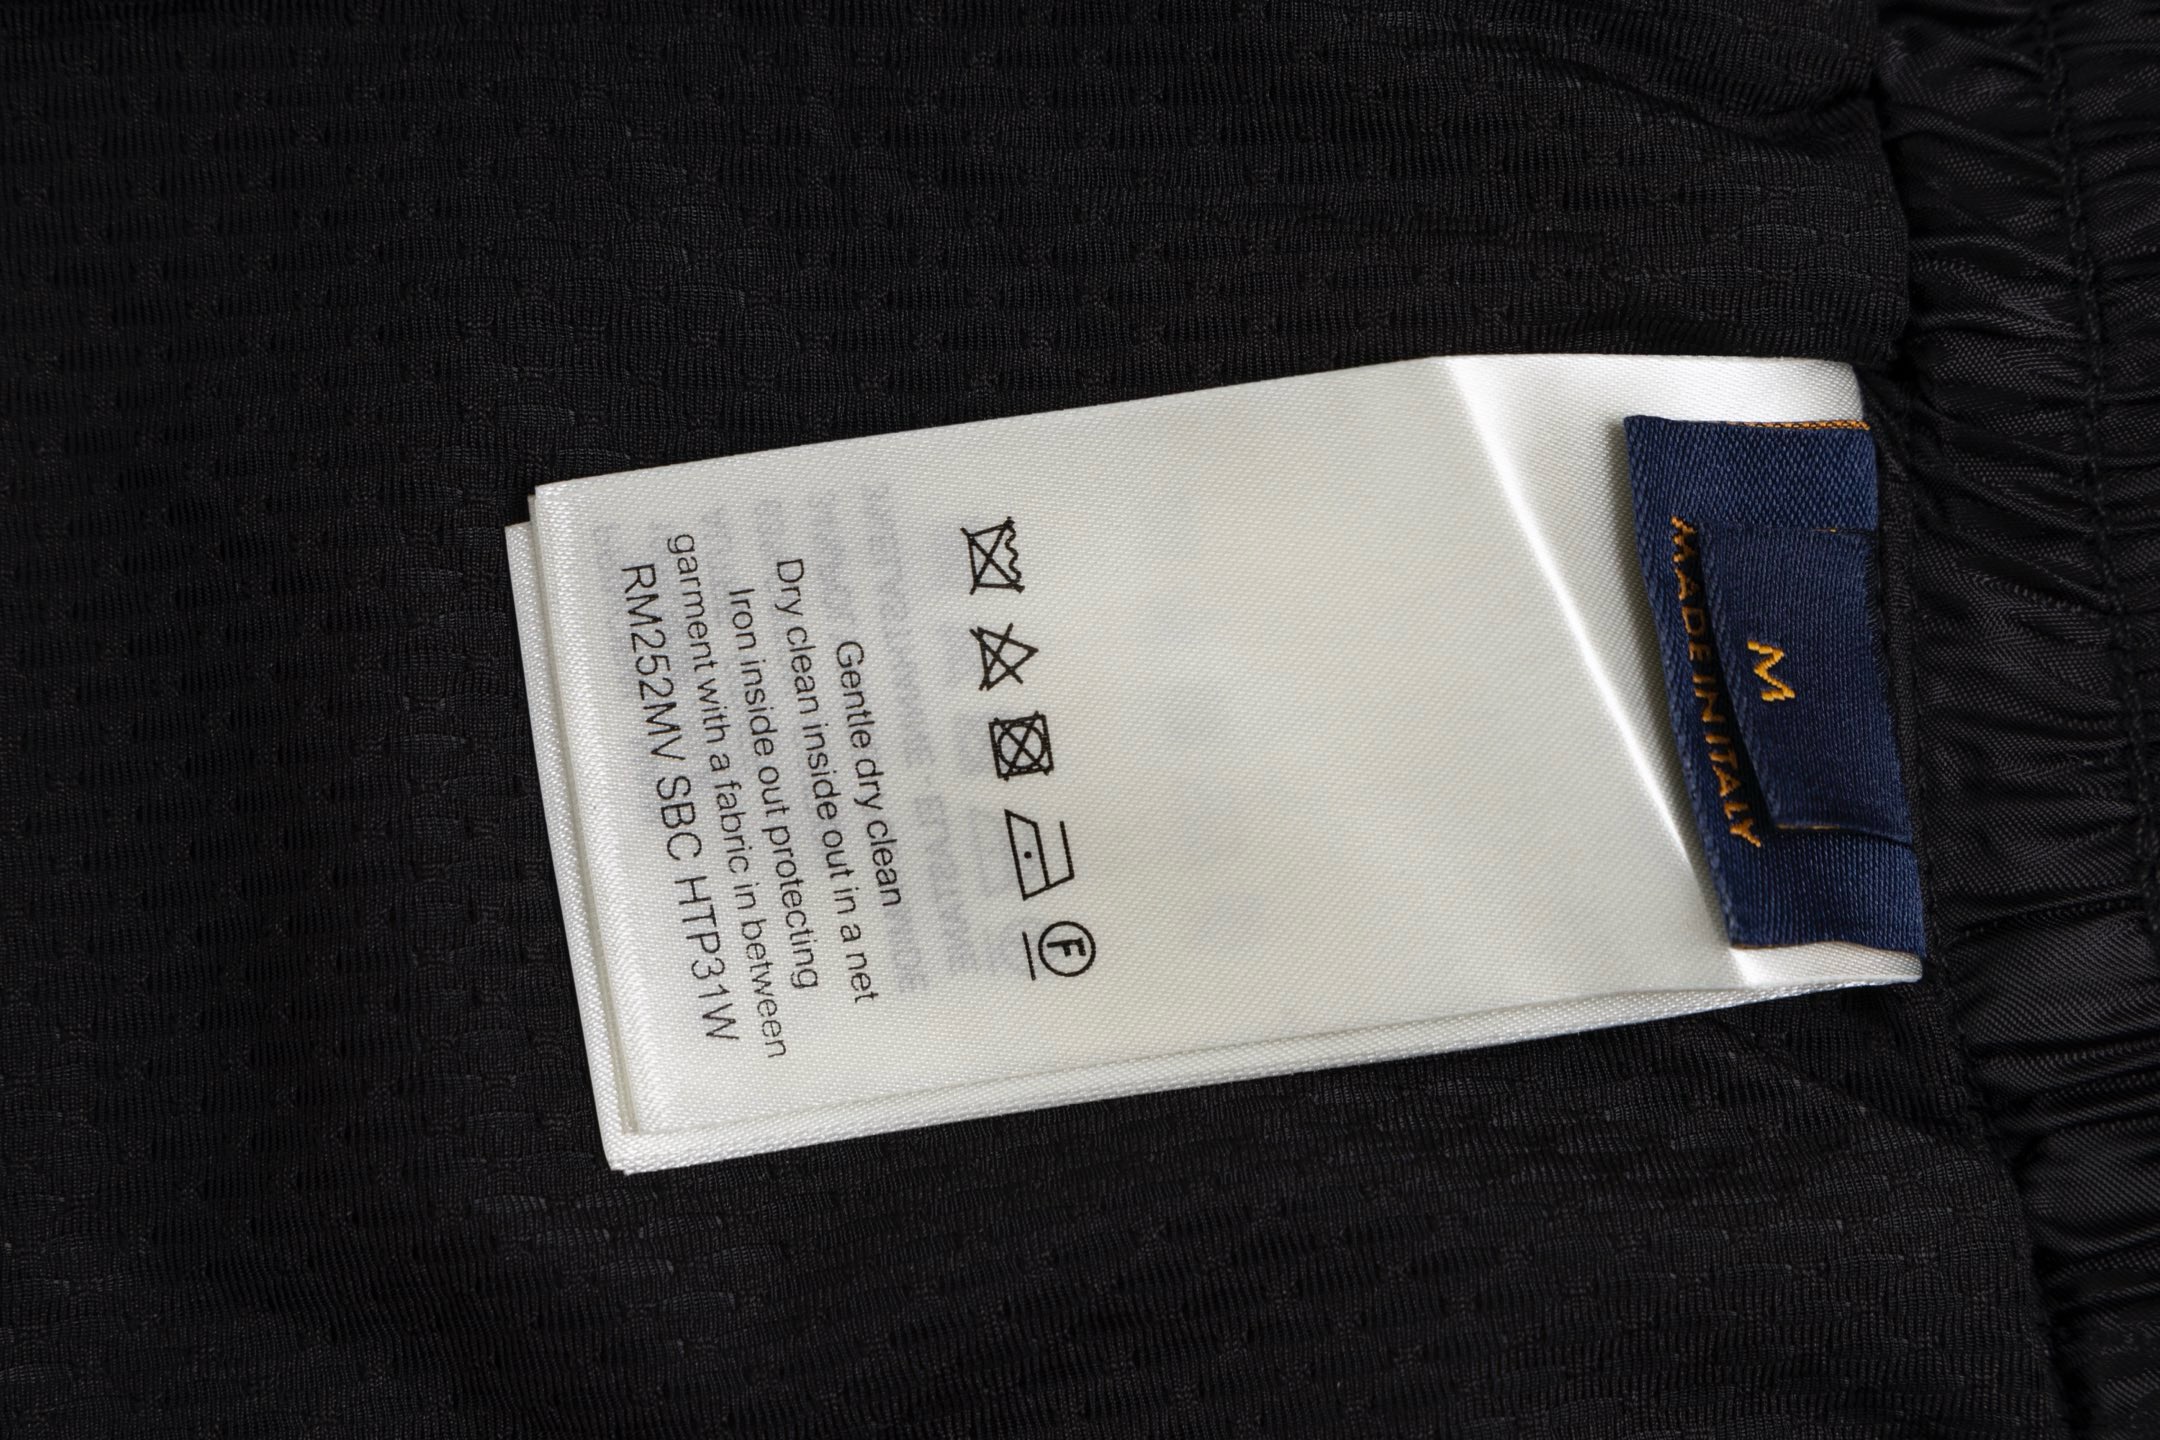 M
MADE IN ITALY
F
Gentle dry clean
Dry clean inside out in a net
Iron inside out protecting
garment with a fabric in between
RM252MV SBC HTP31W